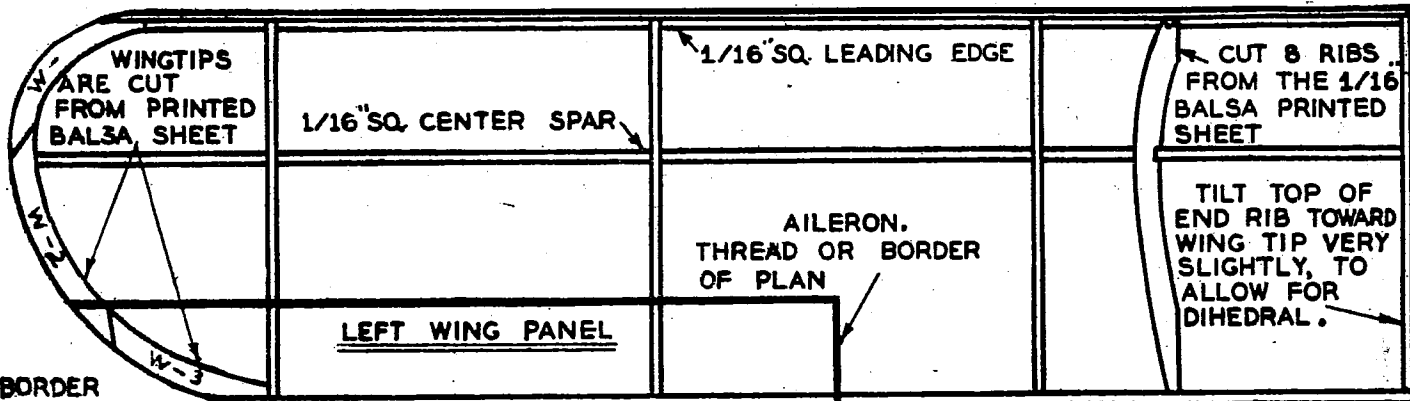 WINGTIPS
ARE CUT
FROM PRINTED
BALSA SHEET
W-
W-2
W-3
1/16" SQ. LEADING EDGE
1/16" SQ. CENTER SPAR
CUT 8 RIBS
FROM THE 1/16"
BALSA PRINTED
SHEET
TILT TOP OF
END RIB TOWARD
WING TIP VERY
SLIGHTLY, TO
ALLOW FOR
DIHEDRAL.
AILERON.
THREAD OR BORDER
OF PLAN
LEFT WING PANEL
BORDER